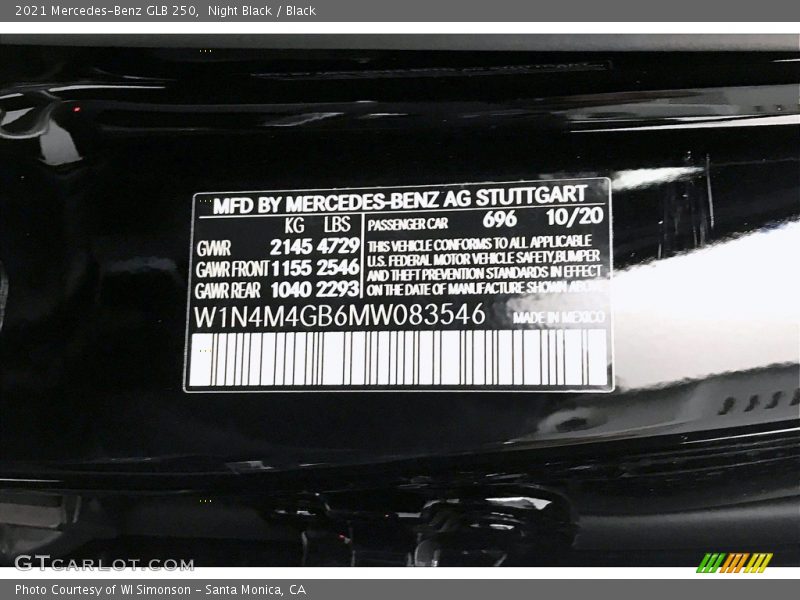 2021 Mercedes-Benz GLB 250, Night Black / Black
MFD BY MERCEDES-BENZ AG STUTTGART
KG LBS PASSENGER CAR 696 10/20
GVWR 2145 4729 THIS VEHICLE CONFORMS TO ALL APPLICABLE
U.S. FEDERAL MOTOR VEHICLE SAFETY,BUMPER
GAWR FRONT 1155 2546 AND THEFT PREVENTION STANDARDS IN EFFECT
GAWR REAR 1040 2293 ON THE DATE OF MANUFACTURE SHOWN ABOVE
W1N4M4GB6MW083546 MADE IN MEXICO
GTCARLOT.COM
Photo Courtesy of WI Simonson - Santa Monica, CA